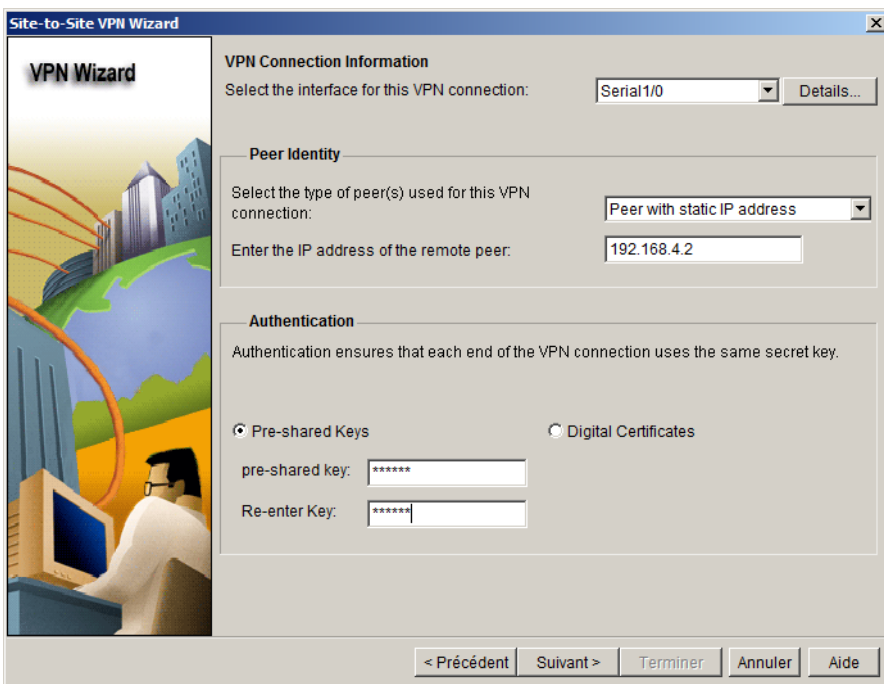 Site-to-Site VPN Wizard
VPN Wizard
VPN Connection Information
Select the interface for this VPN connection:
Serial1/0
Details...
Peer Identity
Select the type of peer(s) used for this VPN
connection:
Peer with static IP address
Enter the IP address of the remote peer:
192.168.4.2
Authentication
Authentication ensures that each end of the VPN connection uses the same secret key.
Pre-shared Keys
Digital Certificates
pre-shared key:
******
Re-enter Key:
******
< Précédent
Suivant >
Terminer
Annuler
Aide